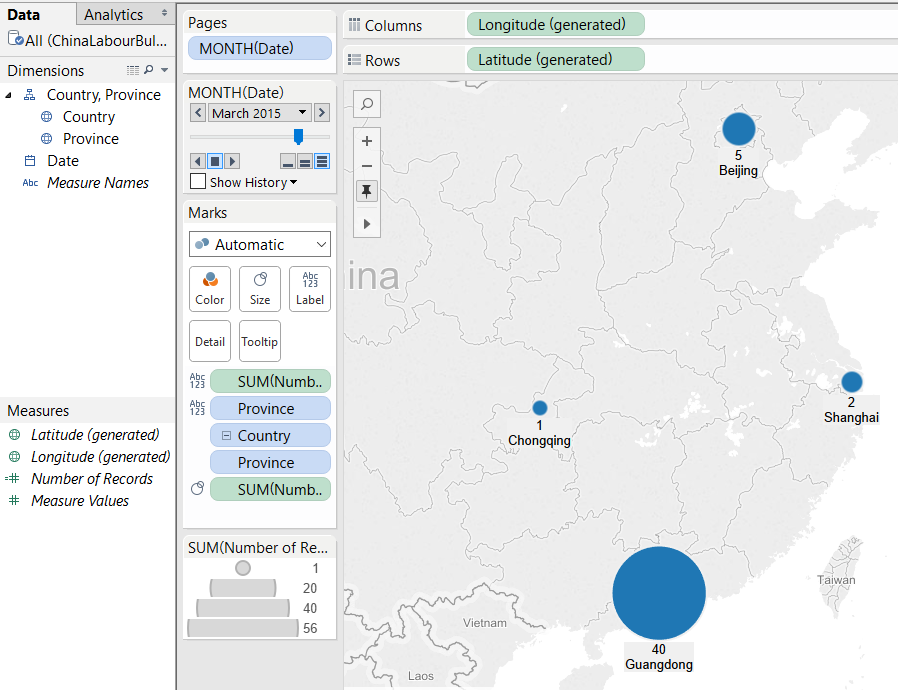 Data
Analytics
All (ChinaLabourBul...
Dimensions
Country, Province
Country
Province
Date
Abc Measure Names
Measures
Latitude (generated)
Longitude (generated)
Number of Records
Measure Values
Pages
MONTH(Date)
MONTH(Date)
March 2015
Show History
Marks
Automatic
Color
Size
Abc
123
Label
Detail
Tooltip
Abc
123
SUM(Numb..
Abc
123
Province
Country
Province
SUM(Numb..
SUM(Number of Re...
1
20
40
56
Columns
Longitude (generated)
Rows
Latitude (generated)
ina
5
Beijing
2
Shanghai
1
Chongqing
Taiwan
Vietnam
40
Guangdong
Laos